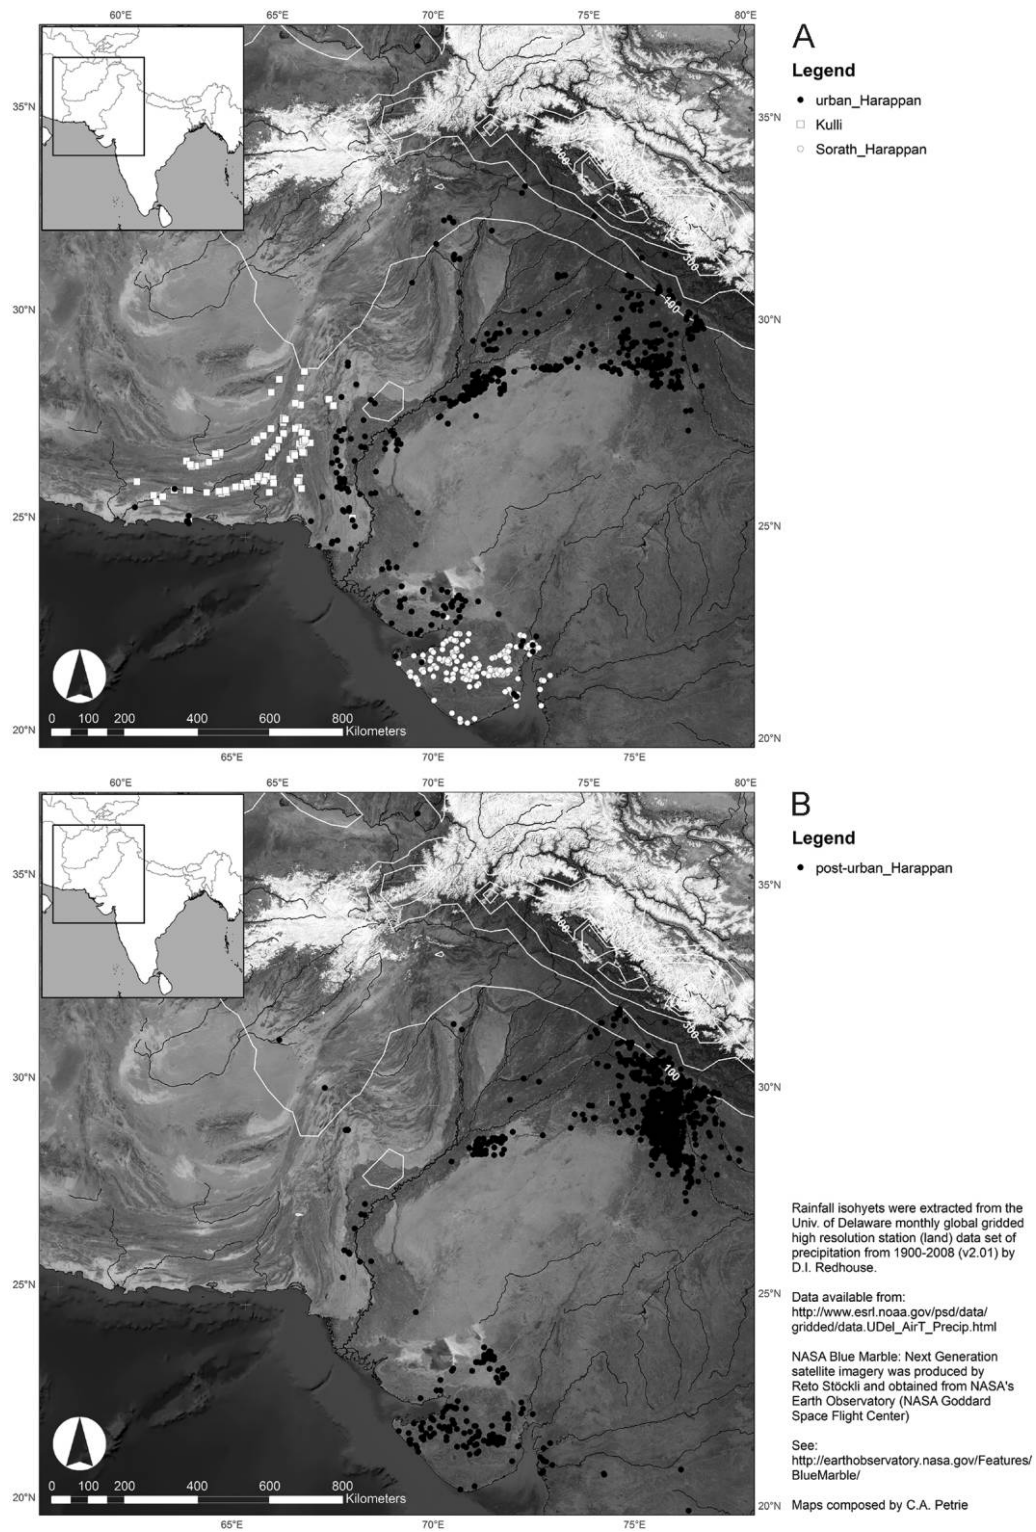 60°E
70°E
75°E
80°E
A
Legend
urban_Harappan
Kulli
Sorath_Harappan
35°N
35°N
300
300
30°N
30°N
100
25°N
25°N
0 100 200 400 600 800
Kilometers
20°N
20°N
65°E
70°E
75°E
60°E
70°E
75°E
80°E
B
Legend
post-urban_Harappan
35°N
35°N
300
300
30°N
30°N
100
25°N
25°N
0 100 200 400 600 800
Kilometers
20°N
20°N
65°E
70°E
75°E
Rainfall isohyets were extracted from the
Univ. of Delaware monthly global gridded
high resolution station (land) data set of
precipitation from 1900-2008 (v2.01) by
D.I. Redhouse.
Data available from:
http://www.esrl.noaa.gov/psd/data/
gridded/data.UDel_AirT_Precip.html
NASA Blue Marble: Next Generation
satellite imagery was produced by
Reto Stöckli and obtained from NASA's
Earth Observatory (NASA Goddard
Space Flight Center)
See:
http://earthobservatory.nasa.gov/Features/
BlueMarble/
Maps composed by C.A. Petrie